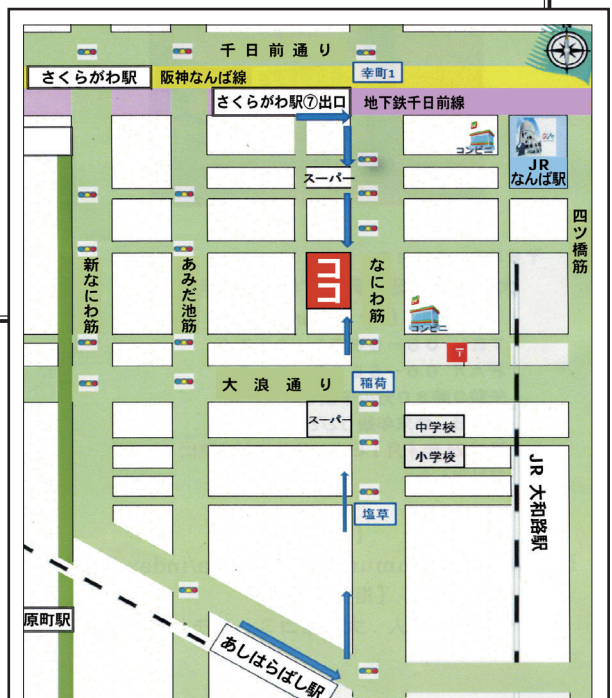 千日前通り
さくらがわ駅
阪神なんば線
幸町1
さくらがわ駅⑦出口
地下鉄千日前線
コンビニ
JR
なんば駅
スーパー
四ツ橋筋
新なにわ筋
あみだ池筋
ココ
なにわ筋
コンビニ
〒
大浪通り
稲荷
スーパー
中学校
小学校
JR 大和路駅
塩草
原町駅
あしはらばし駅